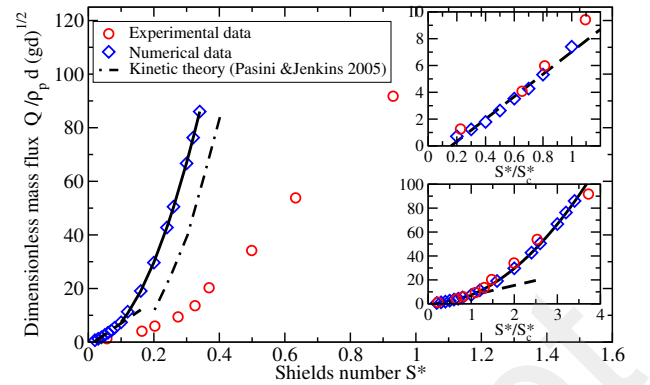 Dimensionless mass flux Q /ρp d (gd)^1/2
120
100
80
60
40
20
0
Experimental data
Numerical data
Kinetic theory (Pasini &Jenkins 2005)
10
8
6
4
2
0
0 0.2 0.4 0.6 0.8 1
S*/S*c
100
80
60
40
20
0
0 1 2 3 4
S*/S*c
0 0.2 0.4 0.6 0.8 1 1.2 1.4 1.6
Shields number S*